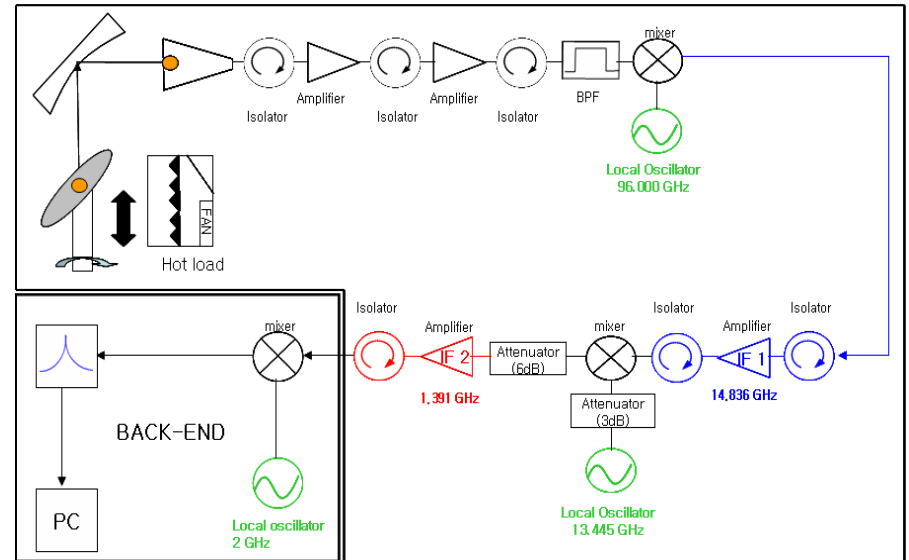 mixer
Amplifier
Amplifier
BPF
Isolator
Isolator
Isolator
Local Oscillator
96.000 GHz
FAN
Hot load
Isolator
Amplifier
mixer
Isolator
Amplifier
Isolator
mixer
IF 2
Attenuator
(6dB)
IF 1
1.391 GHz
14.836 GHz
Attenuator
(3dB)
BACK-END
PC
Local oscillator
2 GHz
Local Oscillator
13.445 GHz